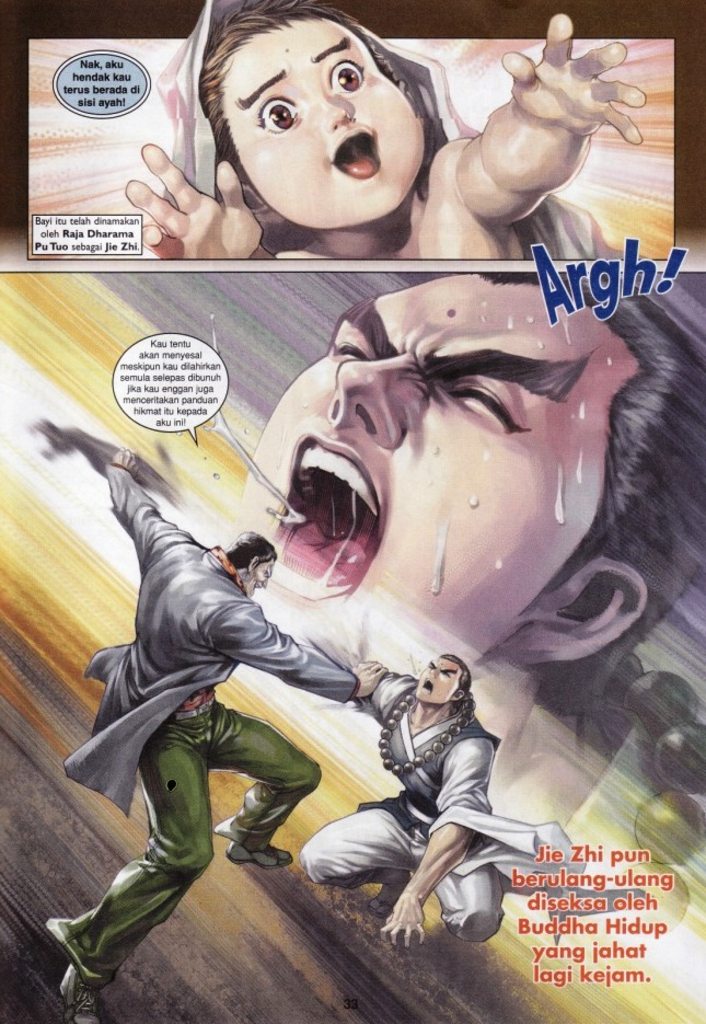 Nak, aku
hendak kau
terus berada di
sisi ayah!
Bayi itu telah dinamakan
oleh Raja Dharama
Pu Tuo sebagai Jie Zhi.
Argh!
Kau tentu
akan menyesal
meskipun kau dilahirkan
semula selepas dibunuh
jika kau enggan juga
menceritakan panduan
hikmat itu kepada
aku ini!
Jie Zhi pun
berulang-ulang
diseksa oleh
Buddha Hidup
yang jahat
lagi kejam.
33